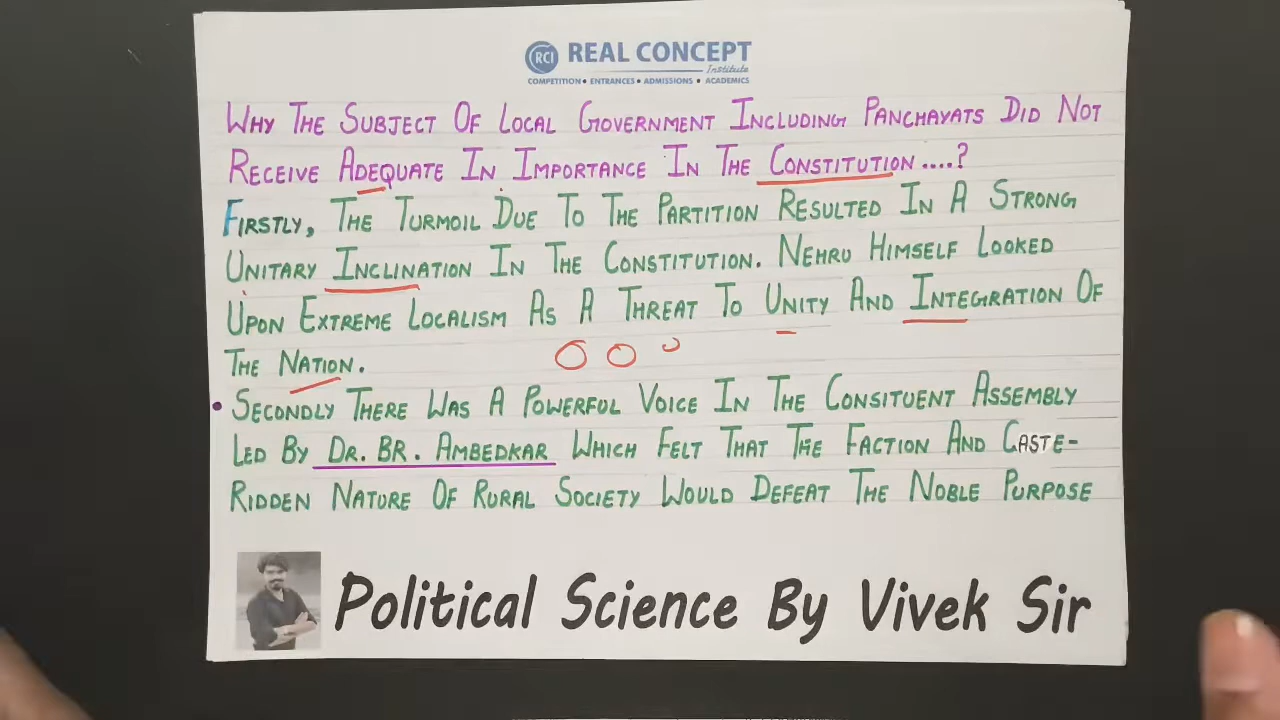 RCI REAL CONCEPT
Institute
COMPETITION • ENTRANCES • ADMISSIONS • ACADEMICS
WHY THE SUBJECT OF LOCAL GOVERNMENT INCLUDING PANCHAYATS DID NOT
RECEIVE ADEQUATE IN IMPORTANCE IN THE CONSTITUTION....?
FIRSTLY, THE TURMOIL DUE TO THE PARTITION RESULTED IN A STRONG
UNITARY INCLINATION IN THE CONSTITUTION. NEHRU HIMSELF LOOKED
UPON EXTREME LOCALISM AS A THREAT TO UNITY AND INTEGRATION OF
THE NATION.
• SECONDLY THERE WAS A POWERFUL VOICE IN THE CONSITUENT ASSEMBLY
LED BY DR. BR. AMBEDKAR WHICH FELT THAT THE FACTION AND CASTE-
RIDDEN NATURE OF RURAL SOCIETY WOULD DEFEAT THE NOBLE PURPOSE
Political Science By Vivek Sir